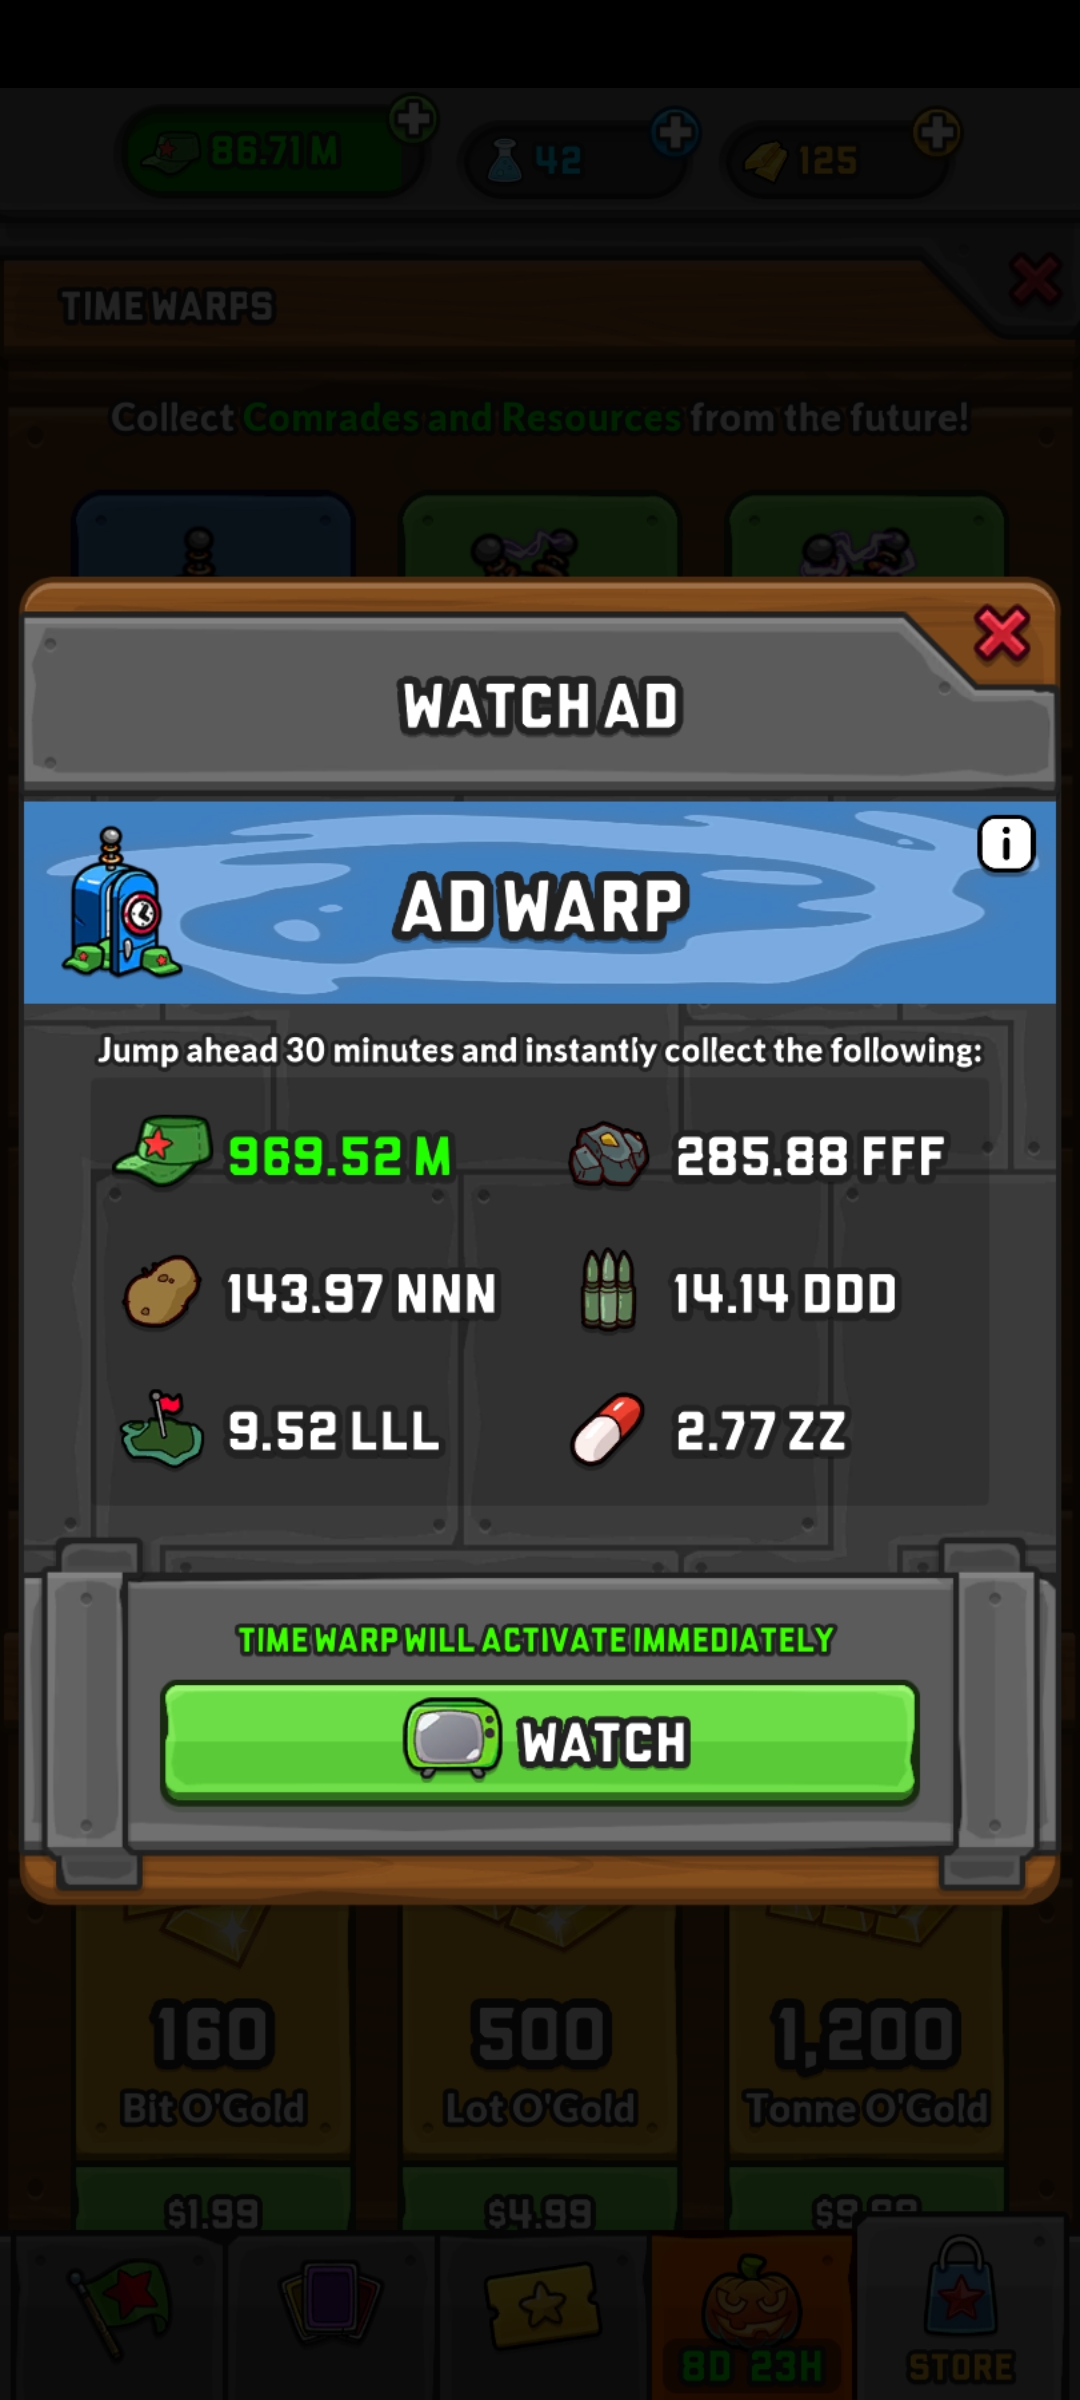 86.71 M
42
125
TIME WARPS
Collect Comrades and Resources from the future!
WATCH AD
AD WARP
i
Jump ahead 30 minutes and instantly collect the following:
969.52 M
285.88 FFF
143.97 NNN
14.14 DDD
9.52 LLL
2.77 ZZ
TIME WARP WILL ACTIVATE IMMEDIATELY
WATCH
160
500
1,200
Bit O'Gold
Lot O'Gold
Tonne O'Gold
$1.99
$4.99
$9.99
8D 23H
STORE